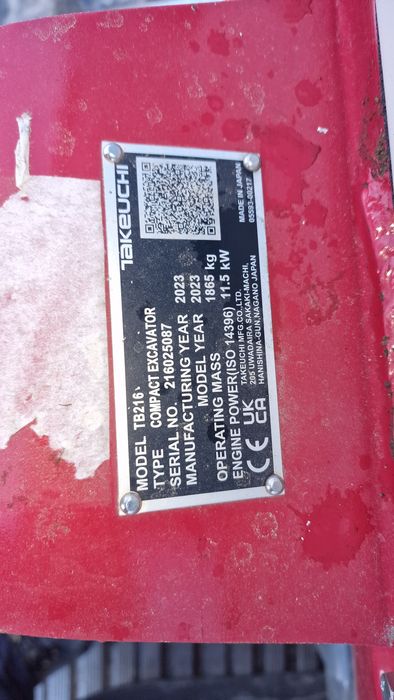 TAKEUCHI
MODEL TB216
TYPE COMPACT EXCAVATOR
SERIAL NO. 216025087
MANUFACTURING YEAR 2023
MODEL YEAR 2023
OPERATING MASS 1865 kg
ENGINE POWER(ISO 14396) 11.5 kW
TAKEUCHI MFG.CO.,LTD.
205 UWADAIRA SAKAKI-MACHI,
HANISHINA-GUN,NAGANO JAPAN
CE UK CA
MADE IN JAPAN
05593-00217